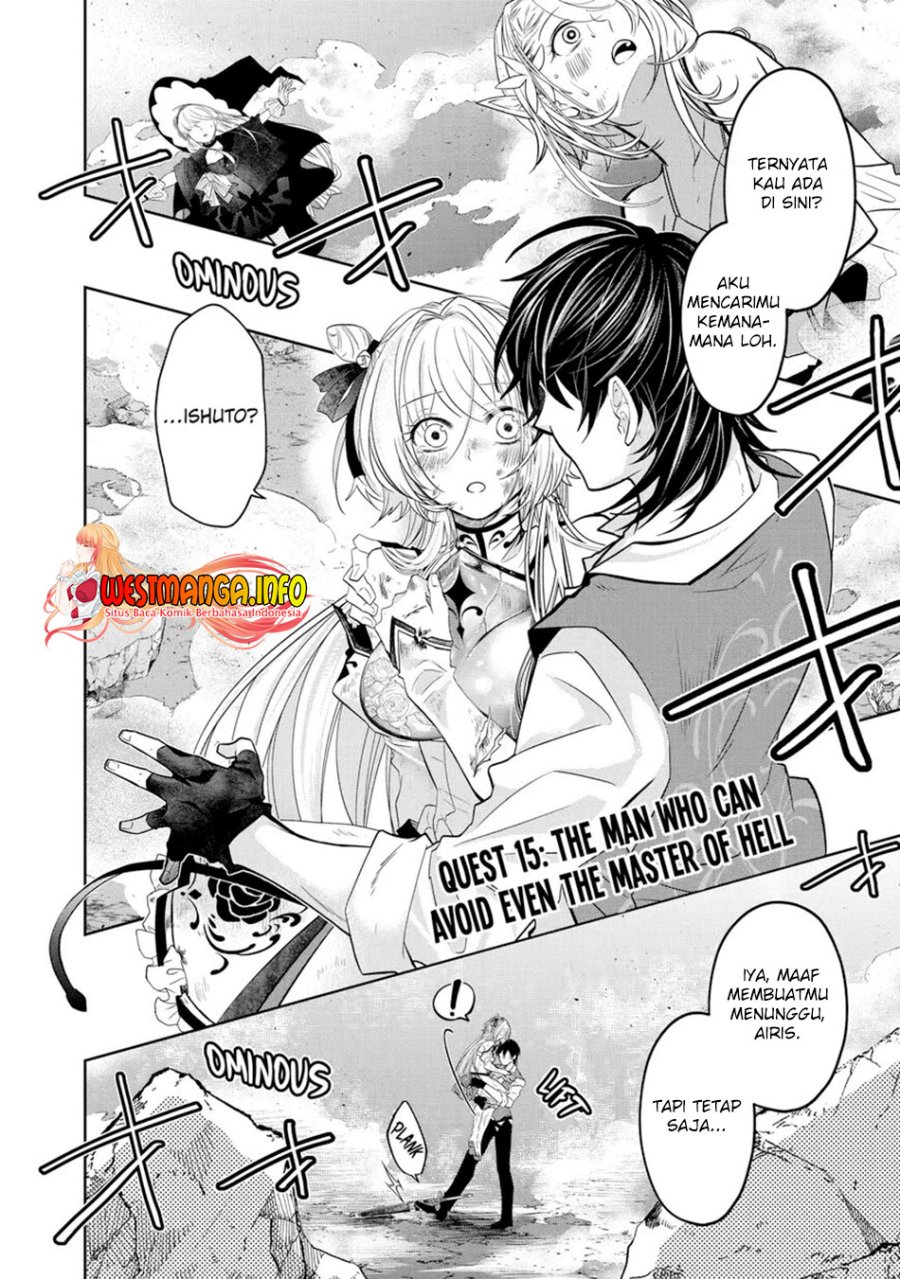 TERNYATA
KAU ADA
DI SINI?
AKU
MENCARIMU
KEMANA-
MANA LOH.
OMINOUS
...ISHUTO?
WESTMANGA.INFO
Situs Baca Komik Berbahasa Indonesia
QUEST 15: THE MAN WHO CAN
AVOID EVEN THE MASTER OF HELL
IYA, MAAF
MEMBUATMU
MENUNGGU,
AIRIS.
TAPI TETAP
SAJA...
OMINOUS
!
LIFT
PLANK